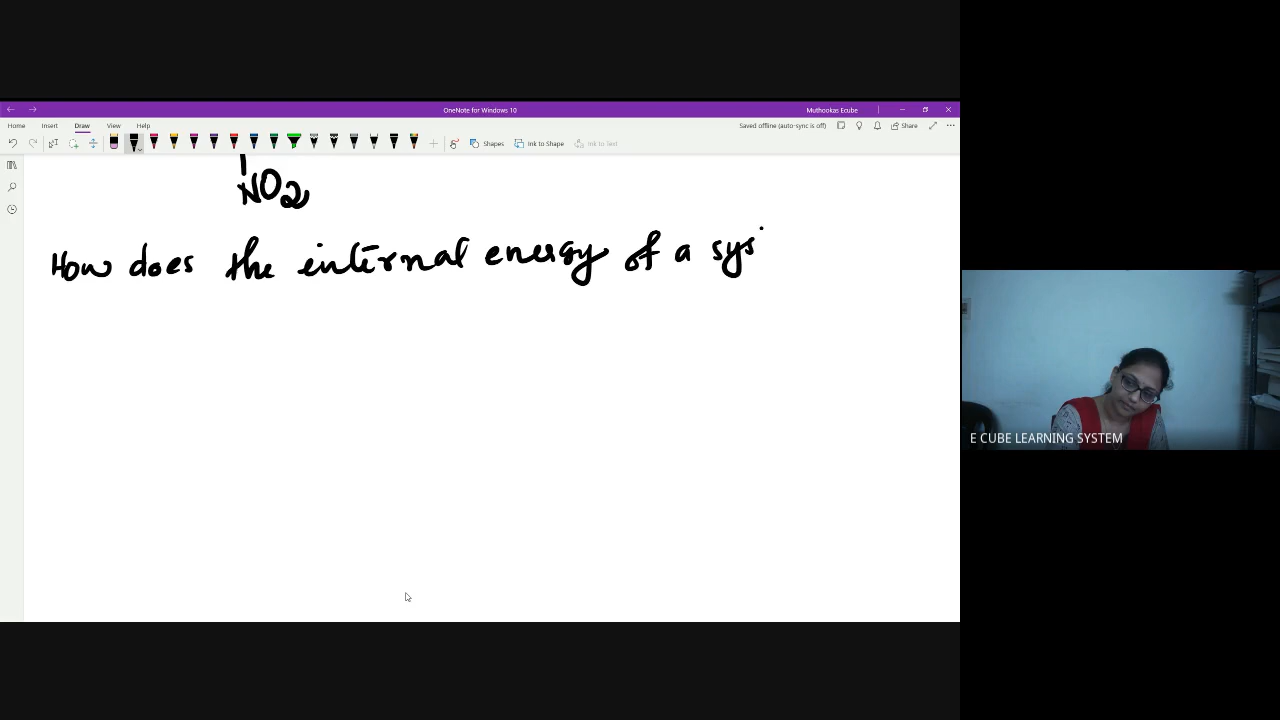 OneNote for Windows 10
Muthookas Ecube
Home Insert Draw View Help
Saved offline (auto-sync is off)
Share
Shapes
Ink to Shape
Ink to Text
NO2
How does the internal energy of a sys
E CUBE LEARNING SYSTEM